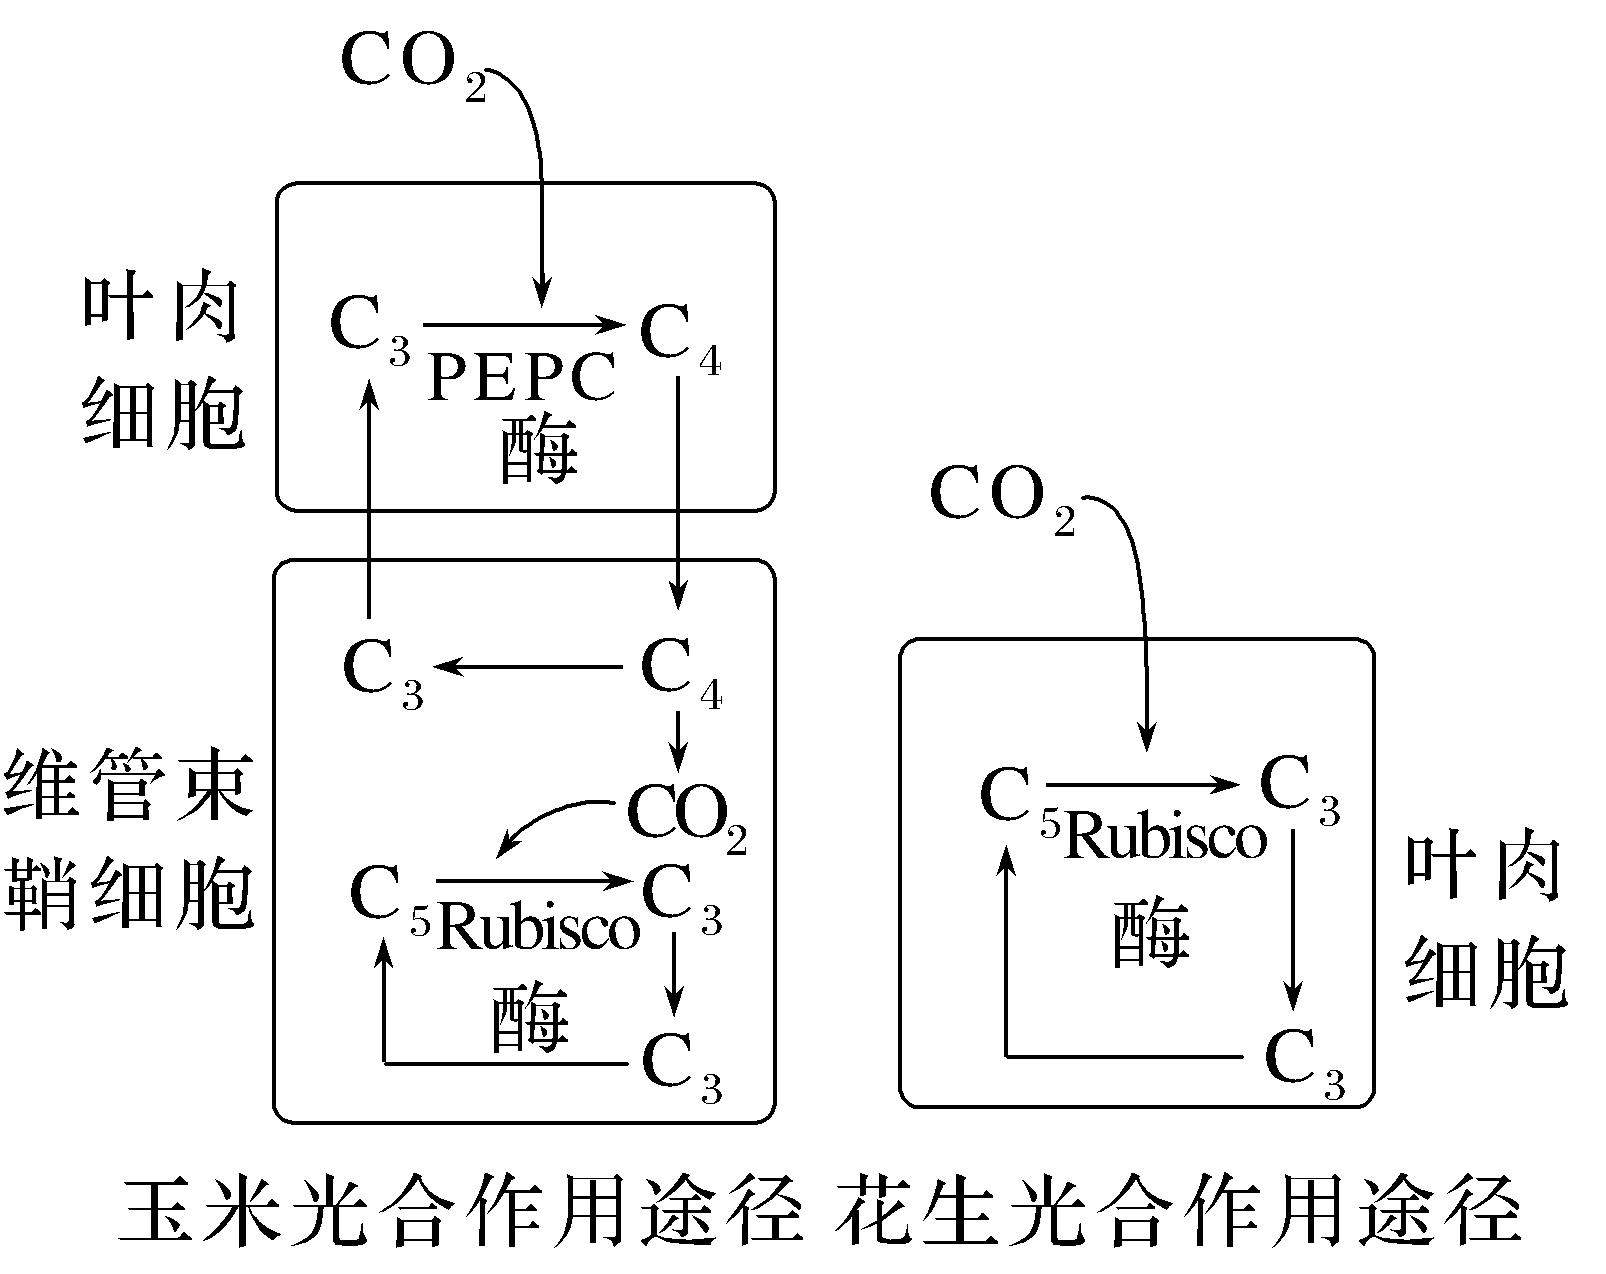 CO₂
叶肉
细胞
C₃
C₄
PEPC
酶
C₃
C₄
维管束
鞘细胞
CO₂
C₅
C₃
Rubisco
酶
C₃
玉米光合作用途径
CO₂
C₅
C₃
Rubisco
酶
叶肉
细胞
C₃
花生光合作用途径